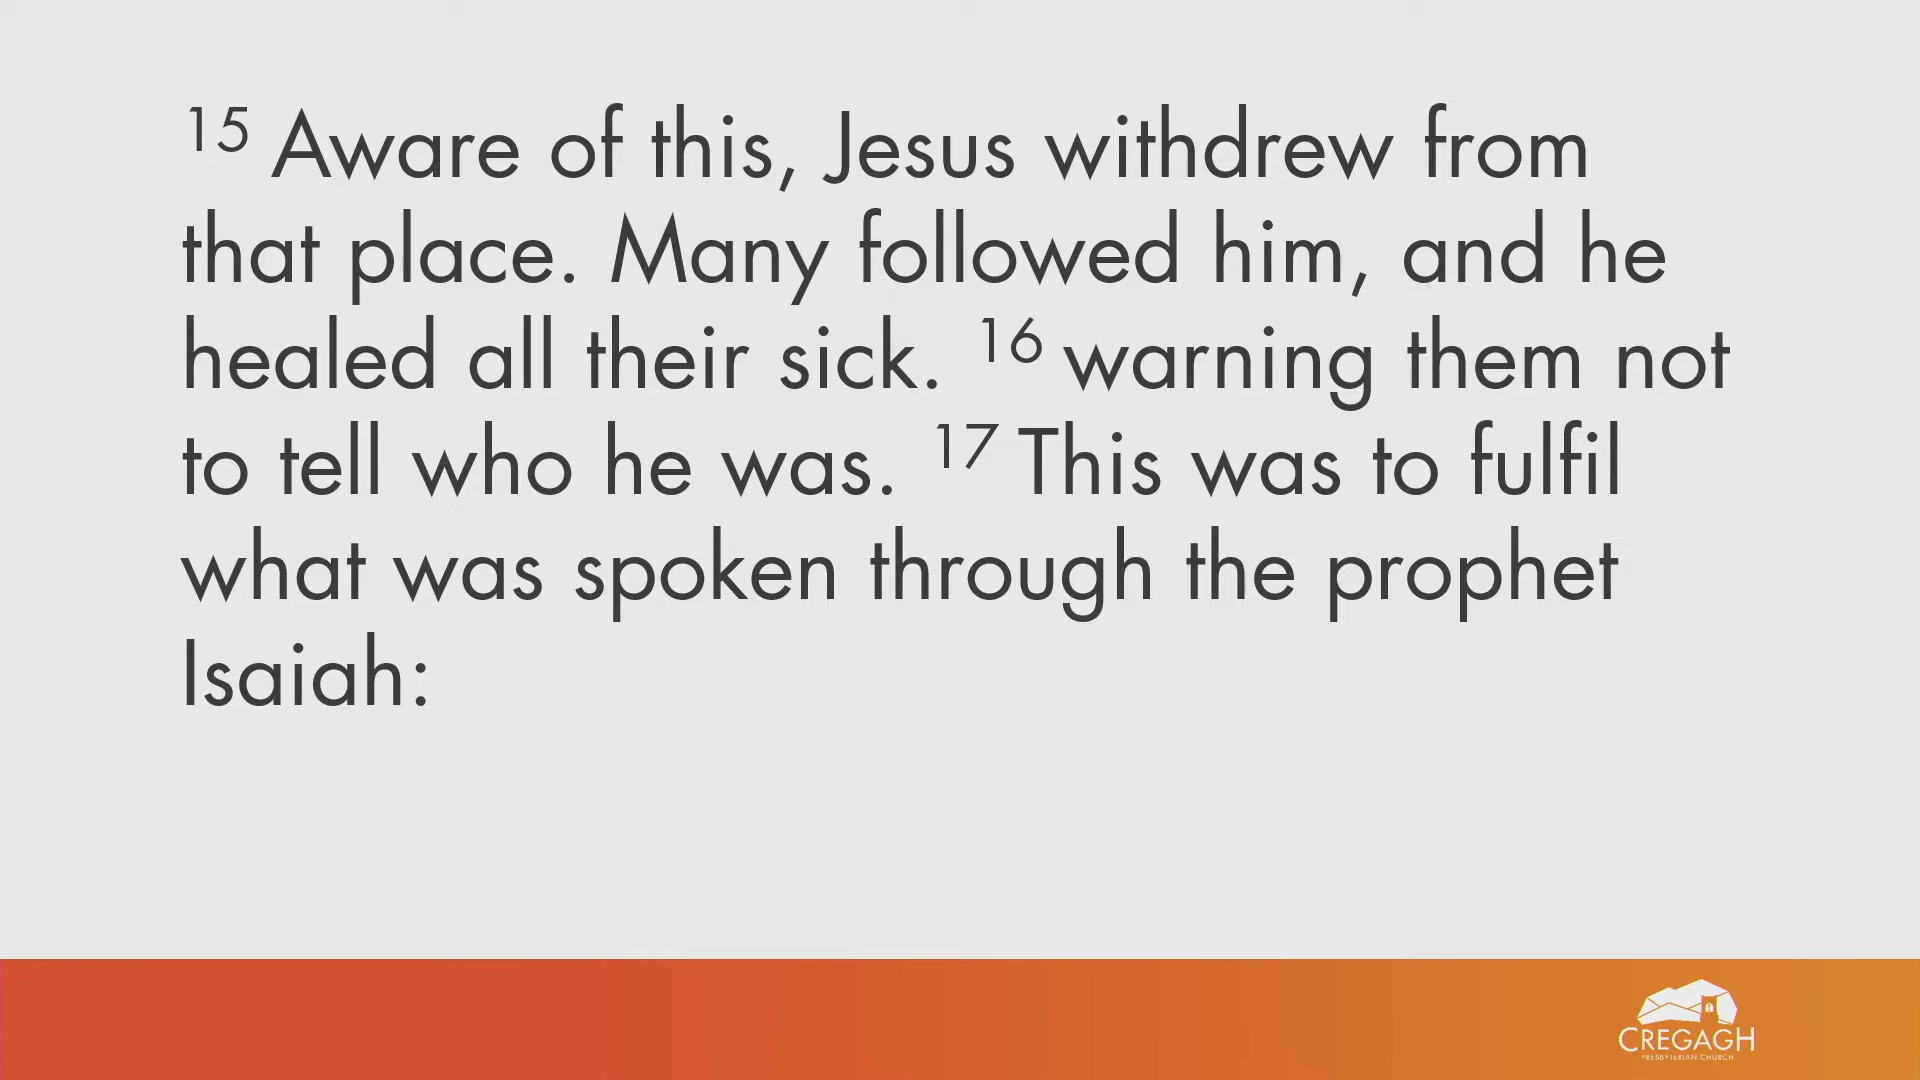 15 Aware of this, Jesus withdrew from
that place. Many followed him, and he
healed all their sick. 16 warning them not
to tell who he was. 17 This was to fulfil
what was spoken through the prophet
Isaiah:
CREGAGH
PRESBYTERIAN CHURCH